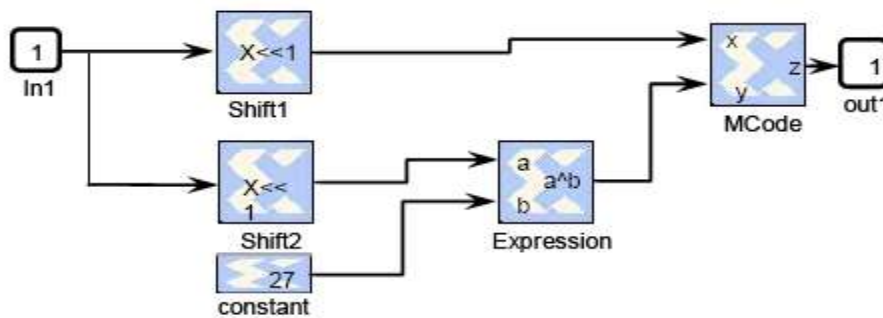 1
In1
X<<1
Shift1
x
y
z
MCode
1
out1
X<<
1
Shift2
a
b
a^b
Expression
27
constant